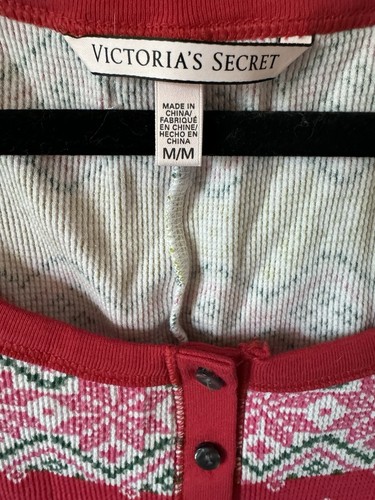 VICTORIA'S SECRET
MADE IN
CHINA/
FABRIQUÉ
EN CHINE/
HECHO EN
CHINA
M/M